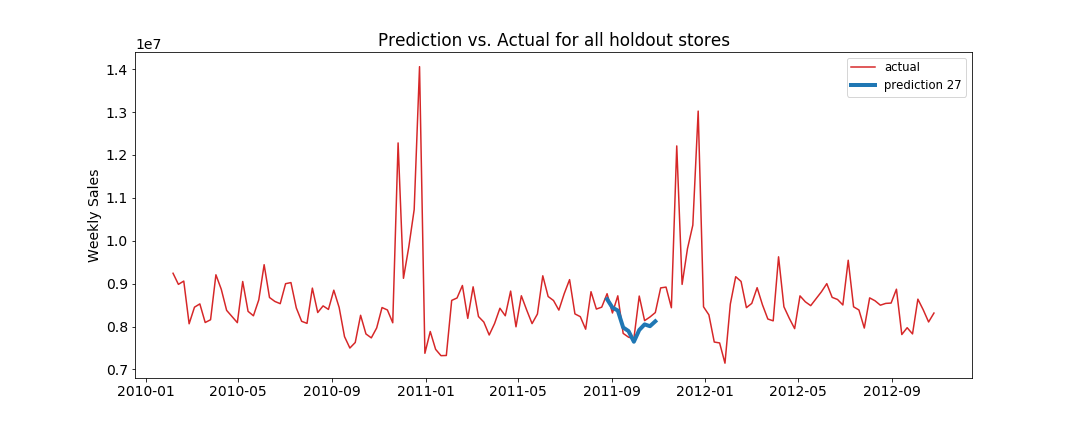 Prediction vs. Actual for all holdout stores
1e7
actual
prediction 27
1.4
1.3
1.2
1.1
1.0
0.9
0.8
0.7
Weekly Sales
2010-01 2010-05 2010-09 2011-01 2011-05 2011-09 2012-01 2012-05 2012-09